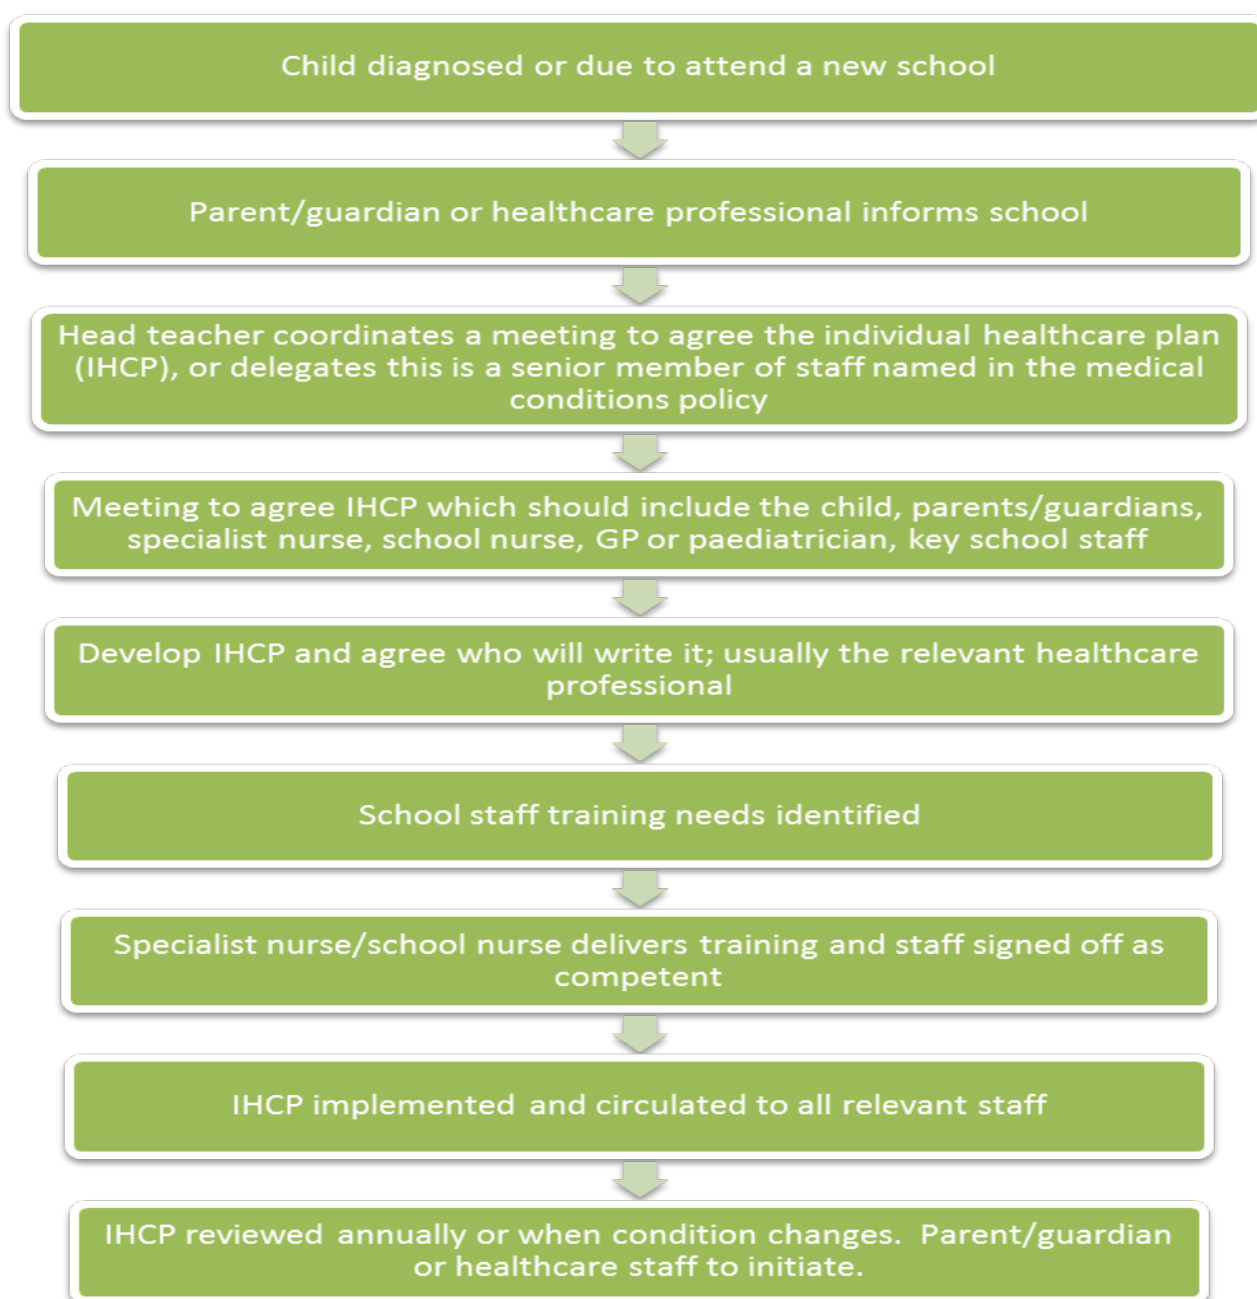 Child diagnosed or due to attend a new school
Parent/guardian or healthcare professional informs school
Head teacher coordinates a meeting to agree the individual healthcare plan
(IHCP), or delegates this is a senior member of staff named in the medical
conditions policy
Meeting to agree IHCP which should include the child, parents/guardians,
specialist nurse, school nurse, GP or paediatrician, key school staff
Develop IHCP and agree who will write it; usually the relevant healthcare
professional
School staff training needs identified
Specialist nurse/school nurse delivers training and staff signed off as
competent
IHCP implemented and circulated to all relevant staff
IHCP reviewed annually or when condition changes. Parent/guardian
or healthcare staff to initiate.